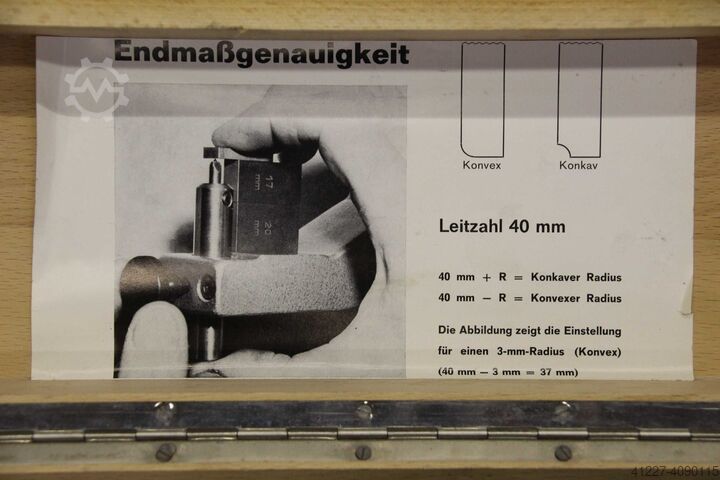 Endmaßgenauigkeit
Konvex
Konkav
17
mm
20
mm
Leitzahl 40 mm
40 mm + R = Konkaver Radius
40 mm — R = Konvexer Radius
Die Abbildung zeigt die Einstellung
für einen 3-mm-Radius (Konvex)
(40 mm — 3 mm = 37 mm)
41227-4090115